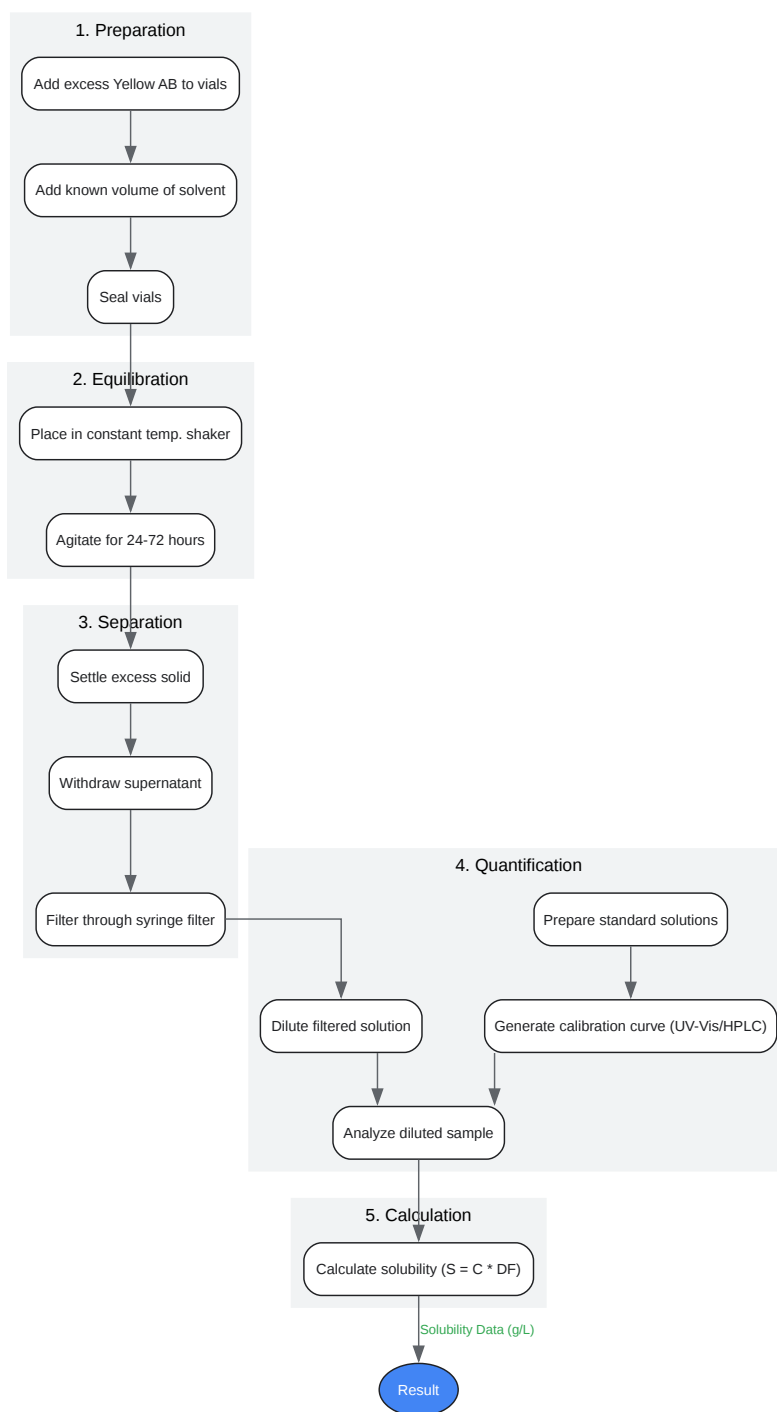 1. Preparation
Add excess Yellow AB to vials
Add known volume of solvent
Seal vials
2. Equilibration
Place in constant temp. shaker
Agitate for 24-72 hours
3. Separation
Settle excess solid
Withdraw supernatant
Filter through syringe filter
4. Quantification
Prepare standard solutions
Dilute filtered solution
Generate calibration curve (UV-Vis/HPLC)
Analyze diluted sample
5. Calculation
Calculate solubility (S = C * DF)
Solubility Data (g/L)
Result